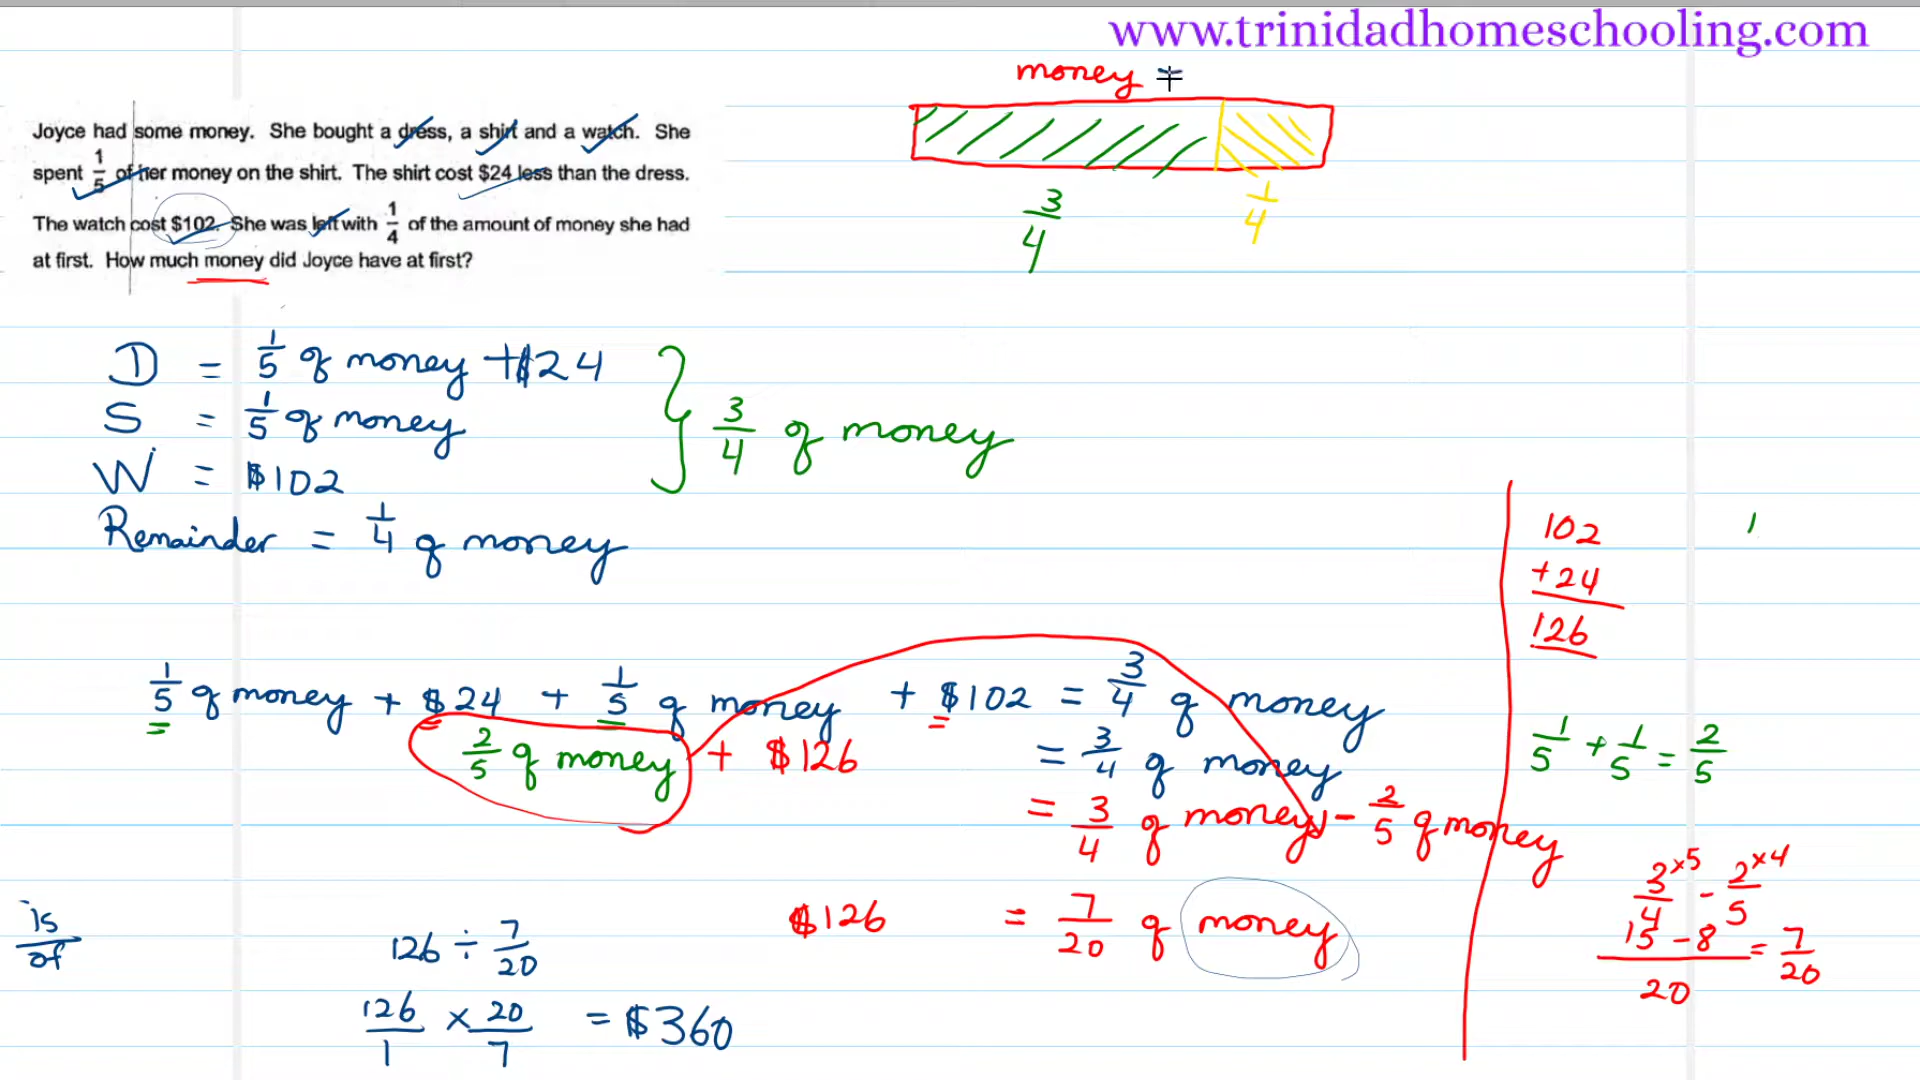 www.trinidadhomeschooling.com
money =
Joyce had some money. She bought a dress, a shirt and a watch. She
spent 1/5 of her money on the shirt. The shirt cost $24 less than the dress.
The watch cost $102. She was left with 1/4 of the amount of money she had
at first. How much money did Joyce have at first?
3/4
1/4
D = 1/5 of money + $24
S = 1/5 of money
W = $102
} 3/4 of money
Remainder = 1/4 of money
102
+24
126
1
1/5 of money + $24 + 1/5 of money + $102 = 3/4 of money
2/5 of money + $126 = 3/4 of money
1/5 + 1/5 = 2/5
= 3/4 of money - 2/5 of money
$126 = 7/20 of money
3/4 ×5 - 2/5 ×4
15 - 8 / 20 = 7/20
is/of
126 ÷ 7/20
126/1 × 20/7 = $360